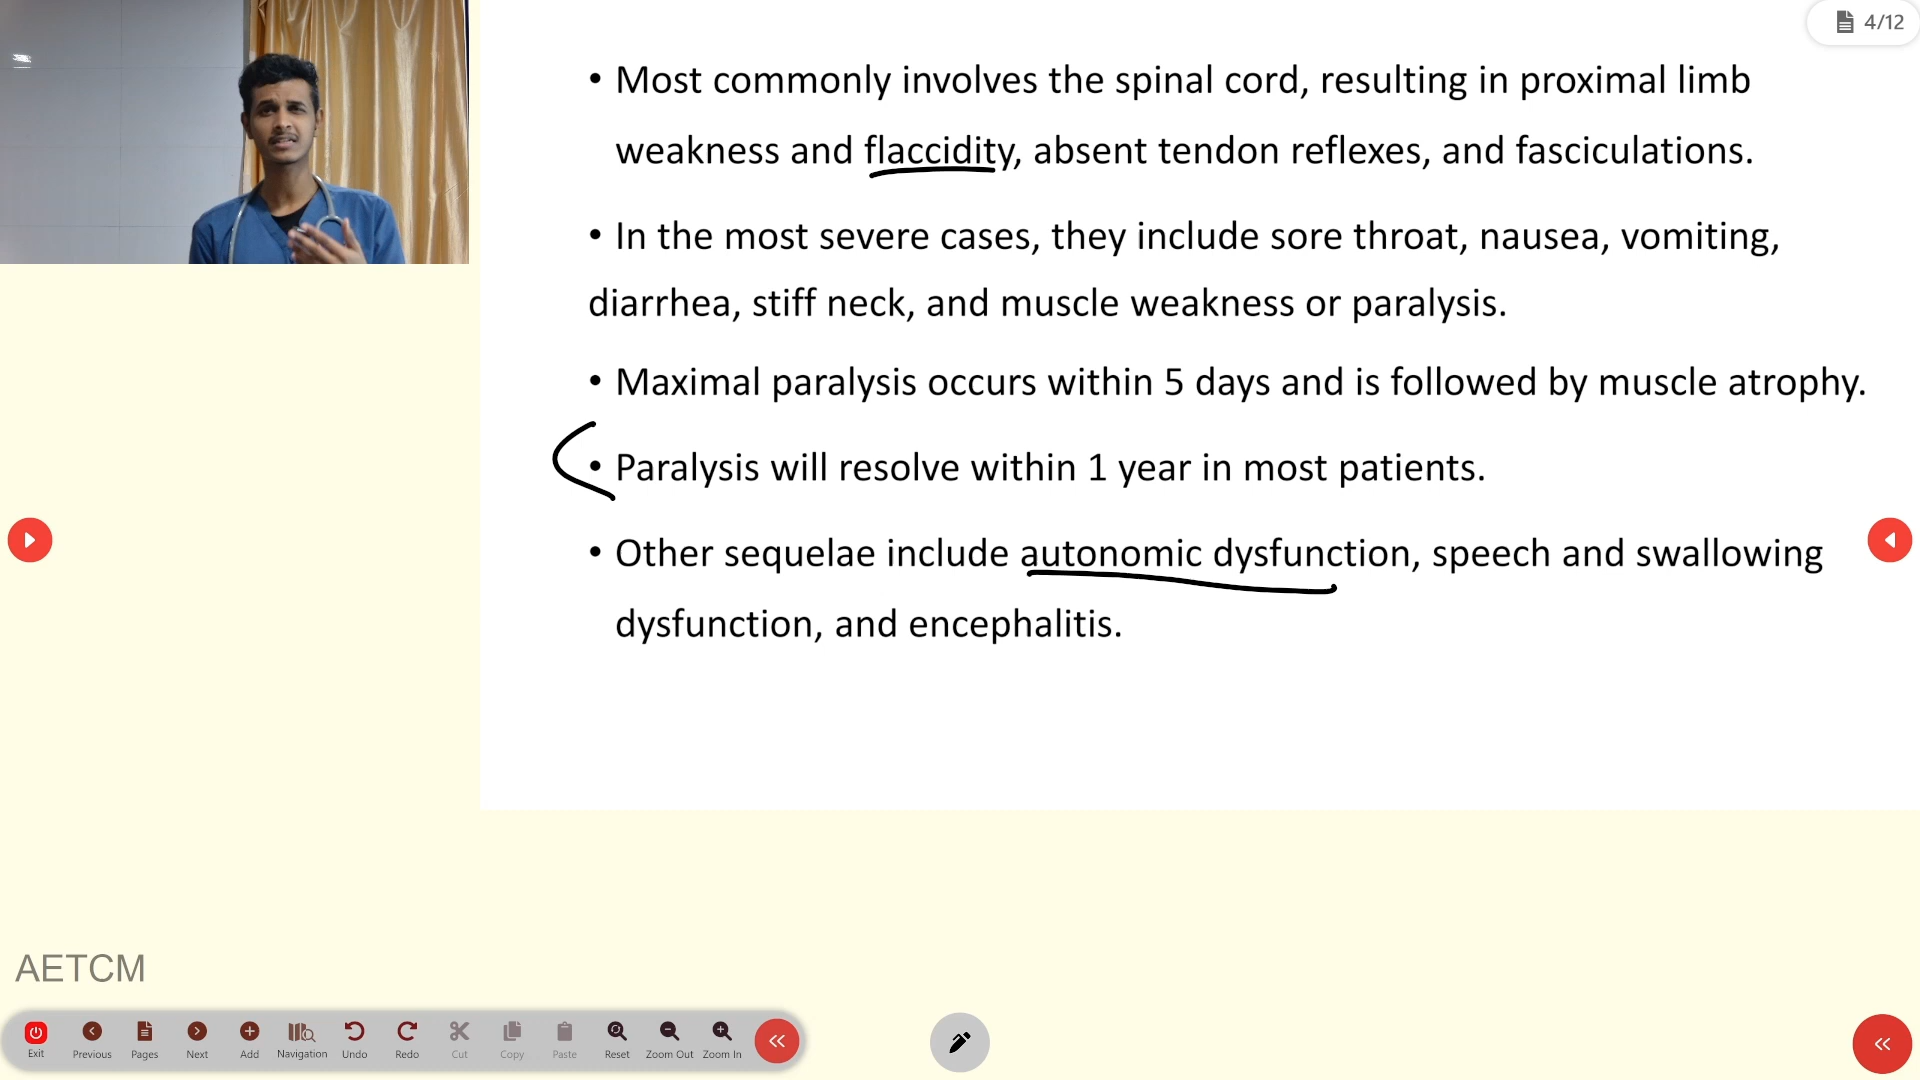 4/12
• Most commonly involves the spinal cord, resulting in proximal limb
weakness and flaccidity, absent tendon reflexes, and fasciculations.
• In the most severe cases, they include sore throat, nausea, vomiting,
diarrhea, stiff neck, and muscle weakness or paralysis.
• Maximal paralysis occurs within 5 days and is followed by muscle atrophy.
• Paralysis will resolve within 1 year in most patients.
• Other sequelae include autonomic dysfunction, speech and swallowing
dysfunction, and encephalitis.
AETCM
Exit Previous Pages Next Add Navigation Undo Redo Cut Copy Paste Reset Zoom Out Zoom In